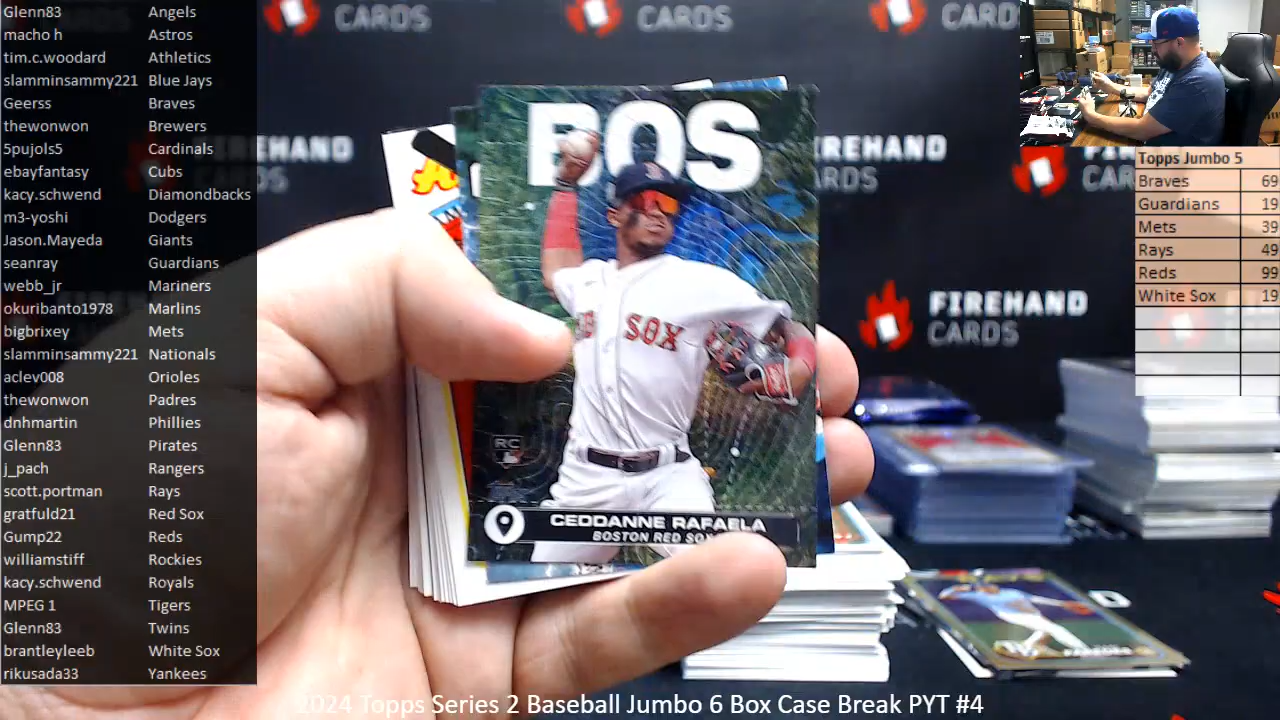 Glenn83 Angels
macho h Astros
tim.c.woodard Athletics
slamminsammy221 Blue Jays
Geerss Braves
thewonwon Brewers
5pujols5 Cardinals
ebayfantasy Cubs
kacy.schwend Diamondbacks
m3-yoshi Dodgers
Jason.Mayeda Giants
seanray Guardians
webb_jr Mariners
okuribanto1978 Marlins
bigbrixey Mets
slamminsammy221 Nationals
aclev008 Orioles
thewonwon Padres
dnhmartin Phillies
Glenn83 Pirates
j_pach Rangers
scott.portman Rays
gratfuld21 Red Sox
Gump22 Reds
williamstiff Rockies
kacy.schwend Royals
MPEG 1 Tigers
Glenn83 Twins
brantleyleeb White Sox
rikusada33 Yankees
CARDS
CARDS
CARD
FIREHAND
CARDS
FIREHAND
CARDS
BOS
SOX
RC
CEDDANNE RAFAELA
BOSTON RED SOX
Topps Jumbo 5
Braves 69
Guardians 19
Mets 39
Rays 49
Reds 99
White Sox 19
2024 Topps Series 2 Baseball Jumbo 6 Box Case Break PYT #4